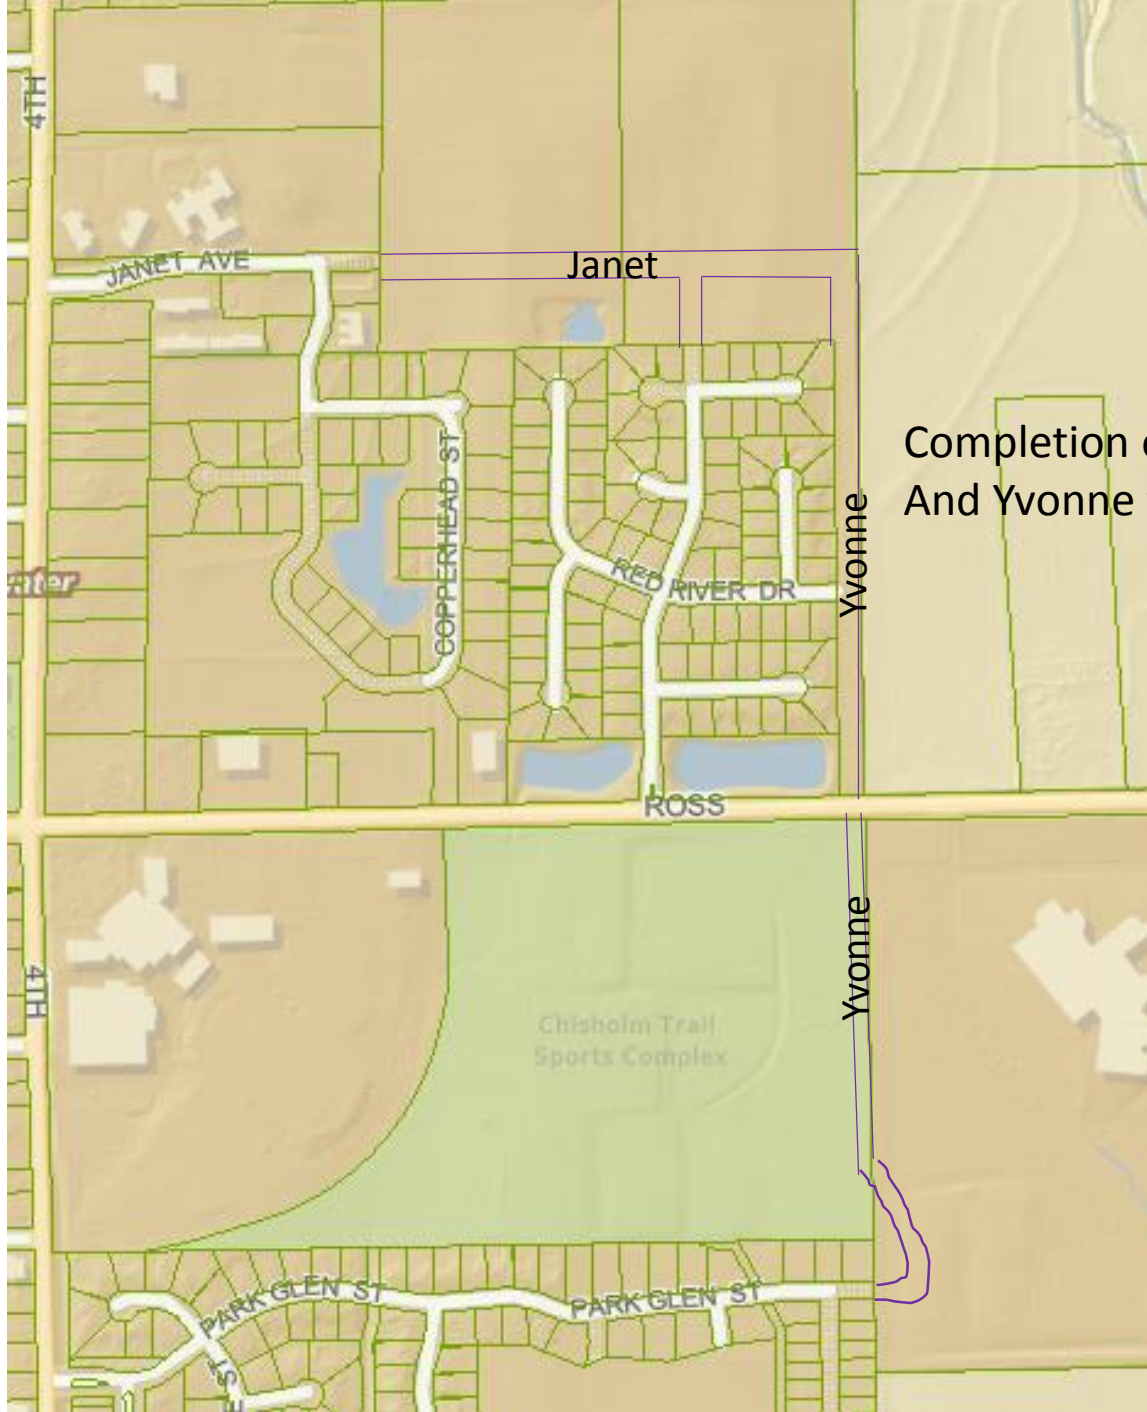 4TH
JANET AVE
Janet
Completion
And Yvonne
COPPERHEAD ST
Yvonne
RED RIVER DR
ROSS
4TH
Yvonne
Chisholm Trail
Sports Complex
PARK GLEN ST
PARK GLEN ST